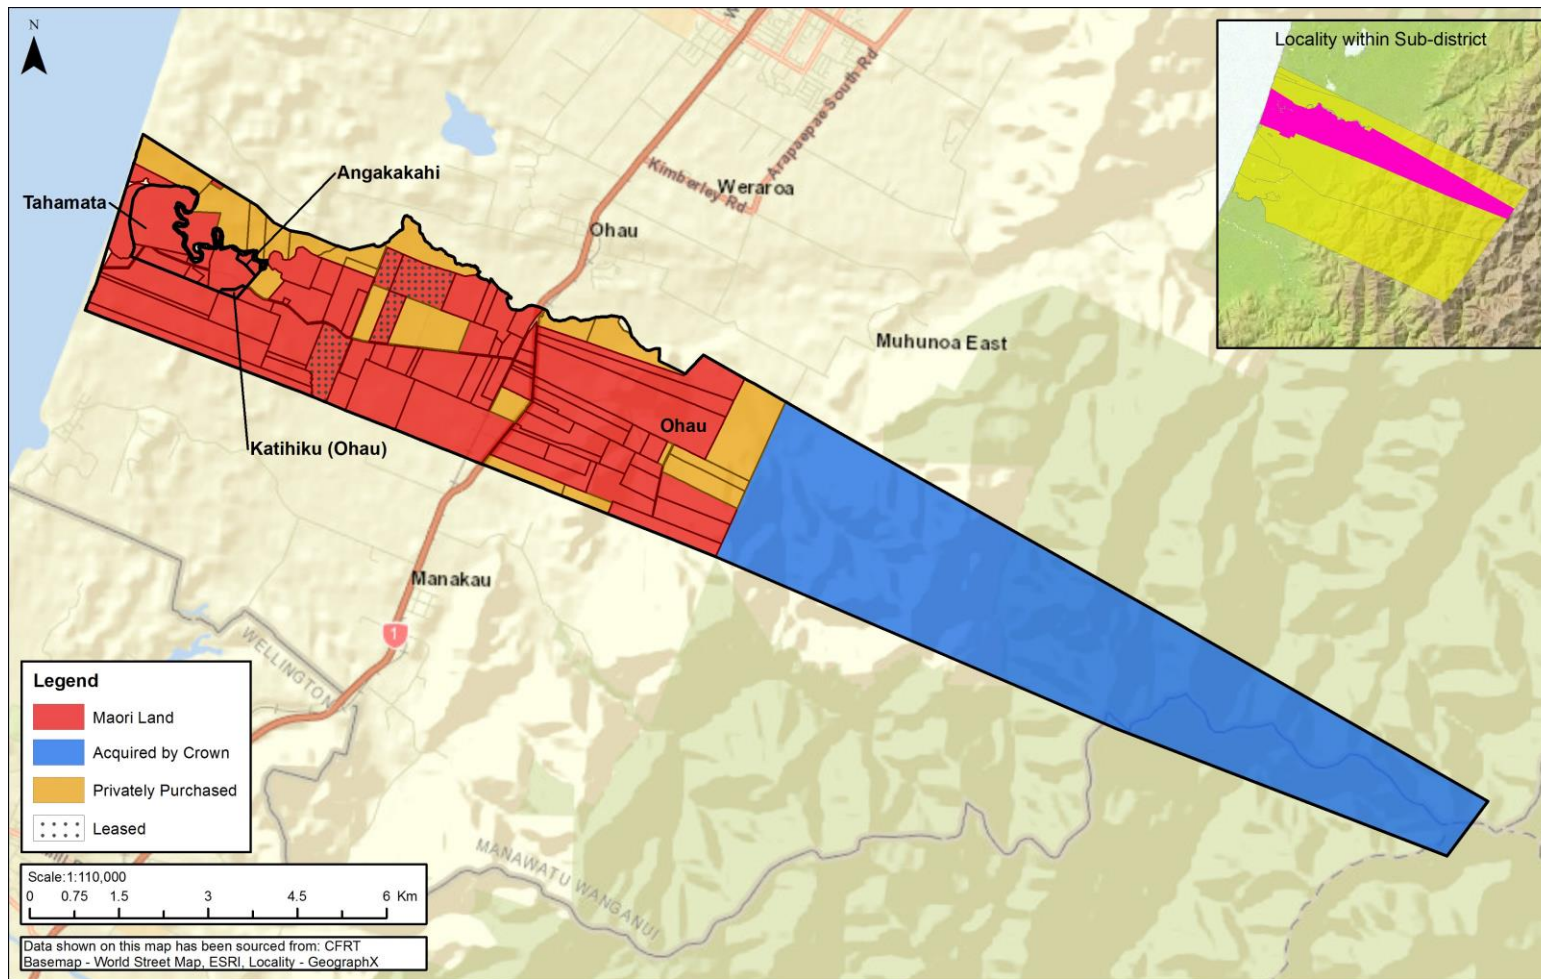 N
Locality within Sub-district
Arapaepae South Rd
Kimberley Rd
Weraroa
Angakakahi
Tahamata
Ohau
Muhunoa East
Ohau
Katihiku (Ohau)
Manakau
1
WELLINGTON
MANAWATU WANGANUI
Legend
Maori Land
Acquired by Crown
Privately Purchased
Leased
Scale:1:110,000
0 0.75 1.5 3 4.5 6 Km
Data shown on this map has been sourced from: CFRT
Basemap - World Street Map, ESRI, Locality - GeographX